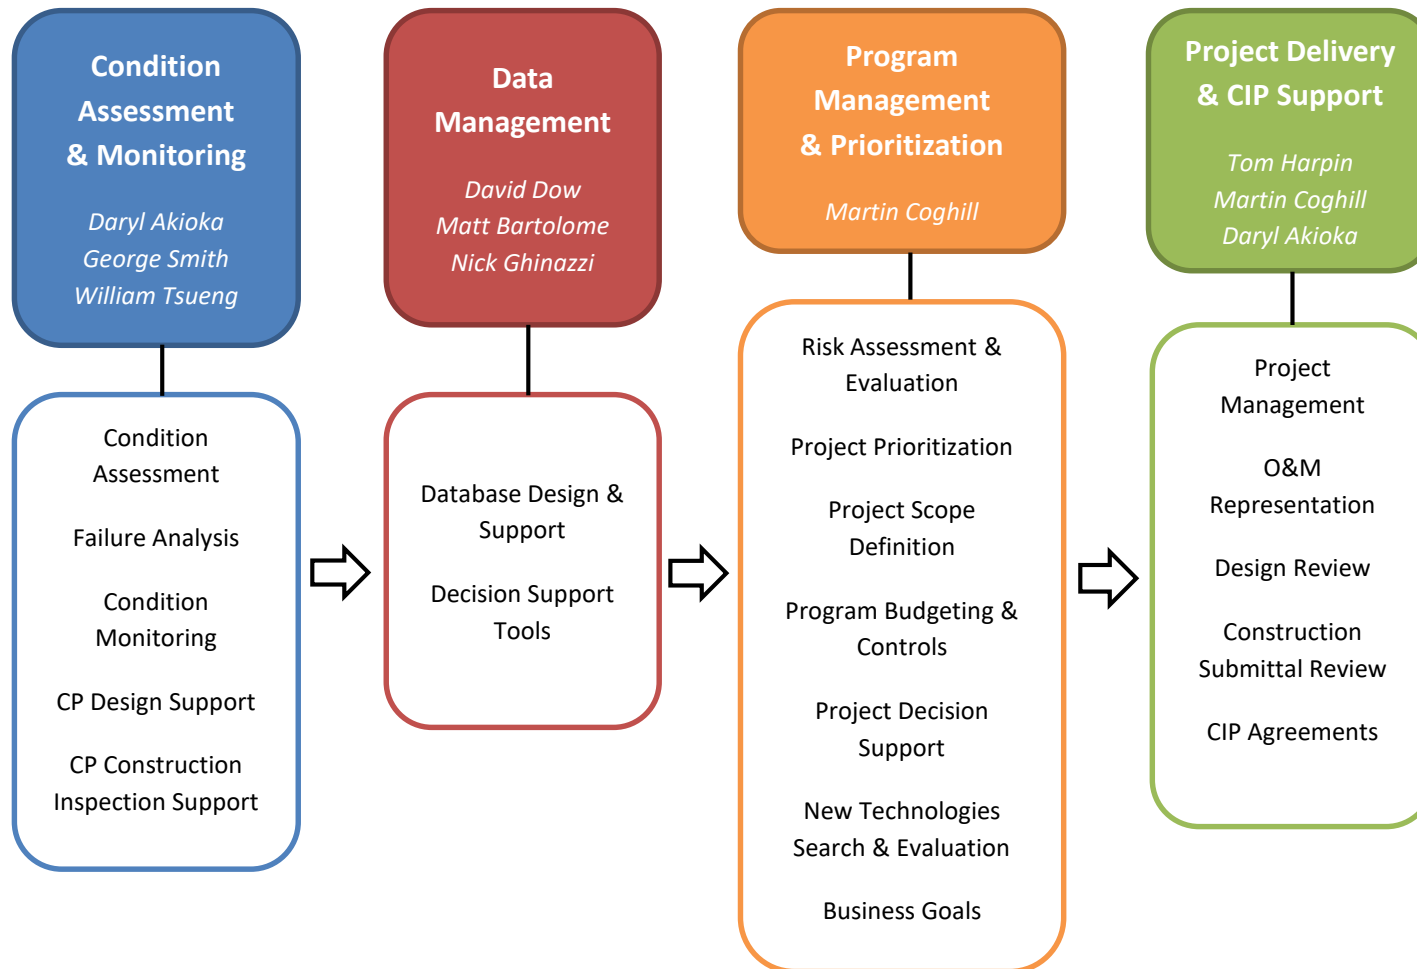 Condition
Assessment
& Monitoring
Daryl Akioka
George Smith
William Tsueng
Data
Management
David Dow
Matt Bartolome
Nick Ghinazzi
Program
Management
& Prioritization
Martin Coghill
Project Delivery
& CIP Support
Tom Harpin
Martin Coghill
Daryl Akioka
Condition
Assessment
Failure Analysis
Condition
Monitoring
CP Design Support
CP Construction
Inspection Support
Database Design &
Support
Decision Support
Tools
Risk Assessment &
Evaluation
Project Prioritization
Project Scope
Definition
Program Budgeting &
Controls
Project Decision
Support
New Technologies
Search & Evaluation
Business Goals
Project
Management
O&M
Representation
Design Review
Construction
Submittal Review
CIP Agreements